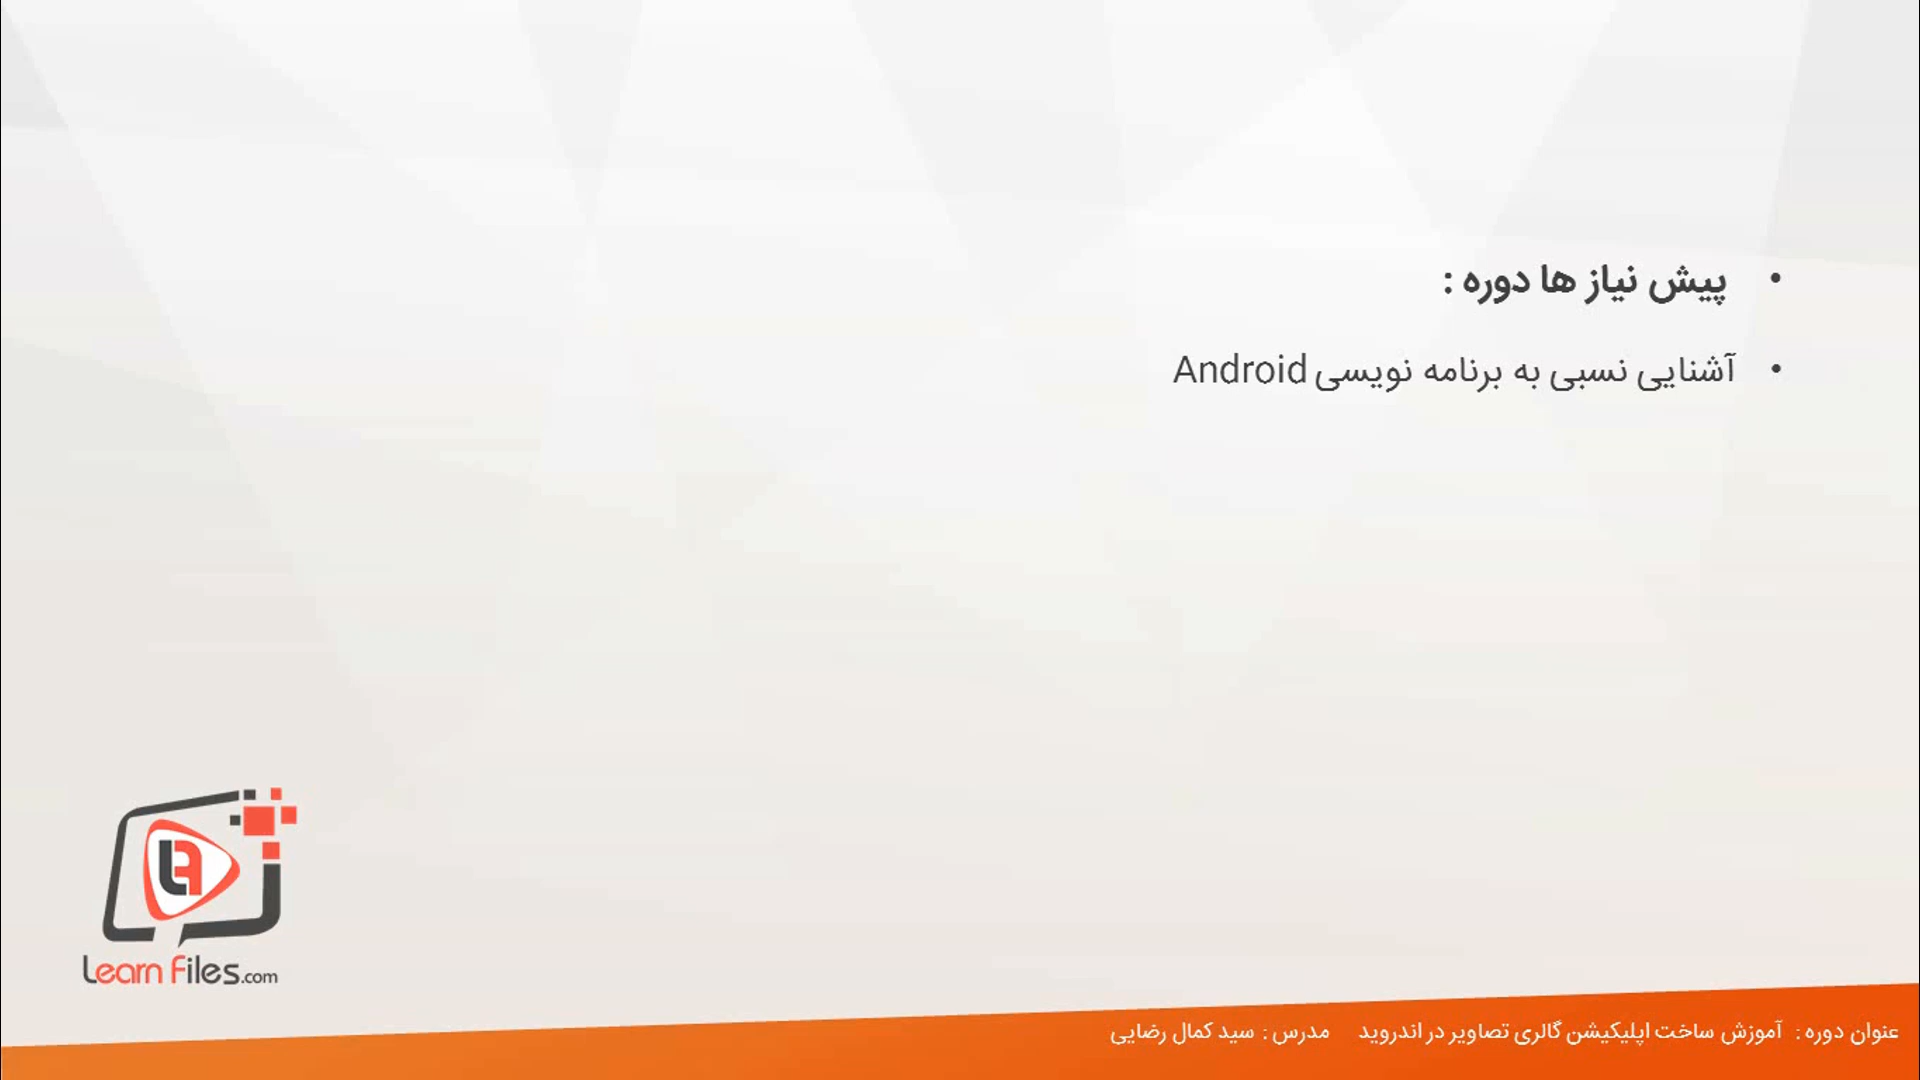 • پیش نیاز ها دوره :
• آشنایی نسبی به برنامه نویسی Android
Learn Files.com
عنوان دوره : آموزش ساخت اپلیکیشن گالری تصاویر در اندروید مدرس : سید کمال رضایی